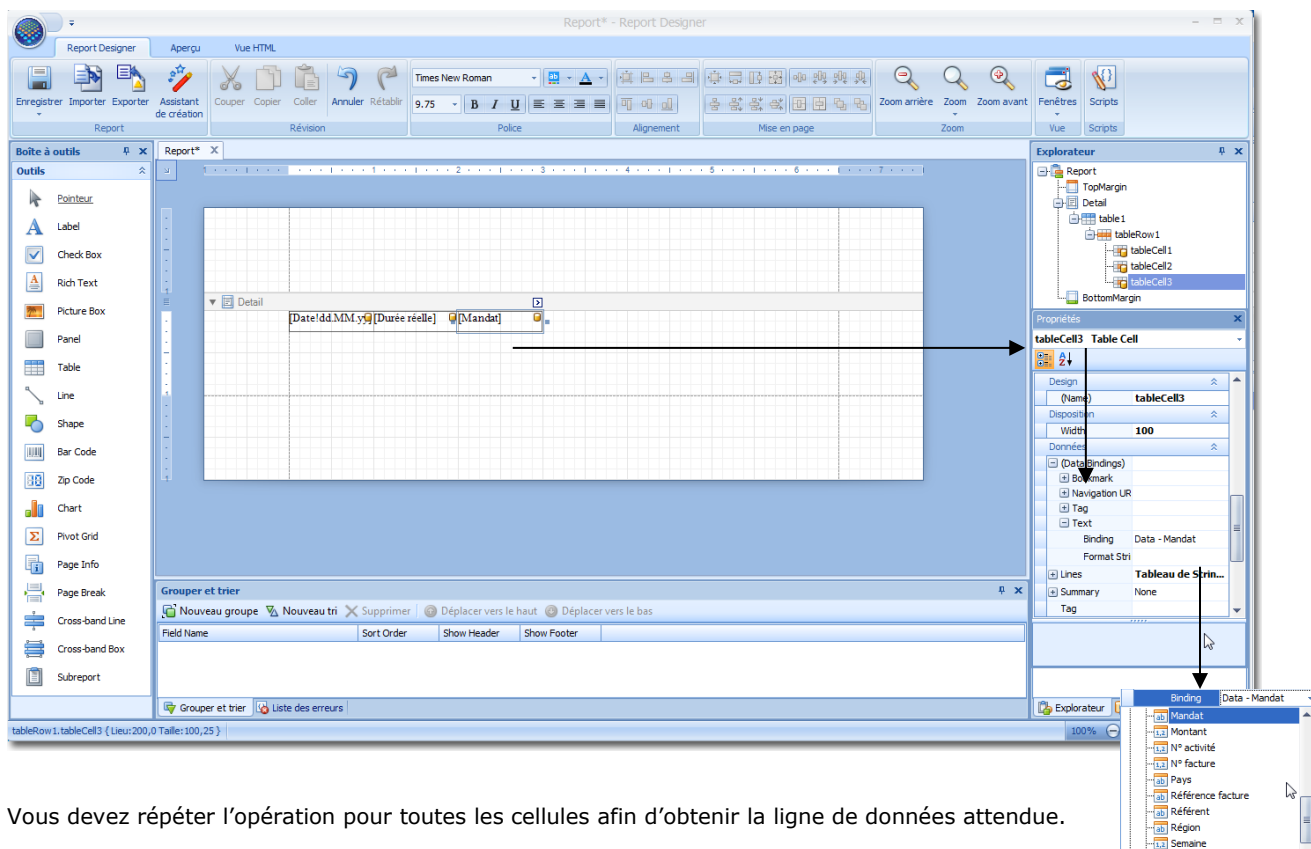 Report* - Report Designer
Report Designer Aperçu Vue HTML
Times New Roman
9.75 B I U
Enregistrer Importer Exporter Assistant de création Couper Copier Coller Annuler Rétablir Zoom arrière Zoom Zoom avant Fenêtres Scripts
Report Révision Police Alignement Mise en page Zoom Vue Scripts
Boîte à outils
Outils
Pointeur
Label
Check Box
Rich Text
Picture Box
Panel
Table
Line
Shape
Bar Code
Zip Code
Chart
Pivot Grid
Page Info
Page Break
Cross-band Line
Cross-band Box
Subreport
Report*
1 2 3 4 5 6 7
Detail
[Date!dd.MM.yy [Durée réelle] [Mandat]
Grouper et trier
Nouveau groupe Nouveau tri Supprimer Déplacer vers le haut Déplacer vers le bas
Field Name Sort Order Show Header Show Footer
Grouper et trier Liste des erreurs
Explorateur
Report
TopMargin
Detail
table1
tableRow1
tableCell1
tableCell2
tableCell3
BottomMargin
Propriétés
tableCell3 Table Cell
Design
(Name) tableCell3
Disposition
Width 100
Données
(Data Bindings)
Bookmark
Navigation UR
Tag
Text
Binding Data - Mandat
Format Stri
Lines Tableau de Strin...
Summary None
Tag
Explorateur
tableRow1.tableCell3 { Lieu:200,0 Taille:100,25 }
100%
Binding Data - Mandat
Mandat
Montant
N° activité
N° facture
Pays
Référence facture
Référent
Région
Semaine
Vous devez répéter l’opération pour toutes les cellules afin d’obtenir la ligne de données attendue.